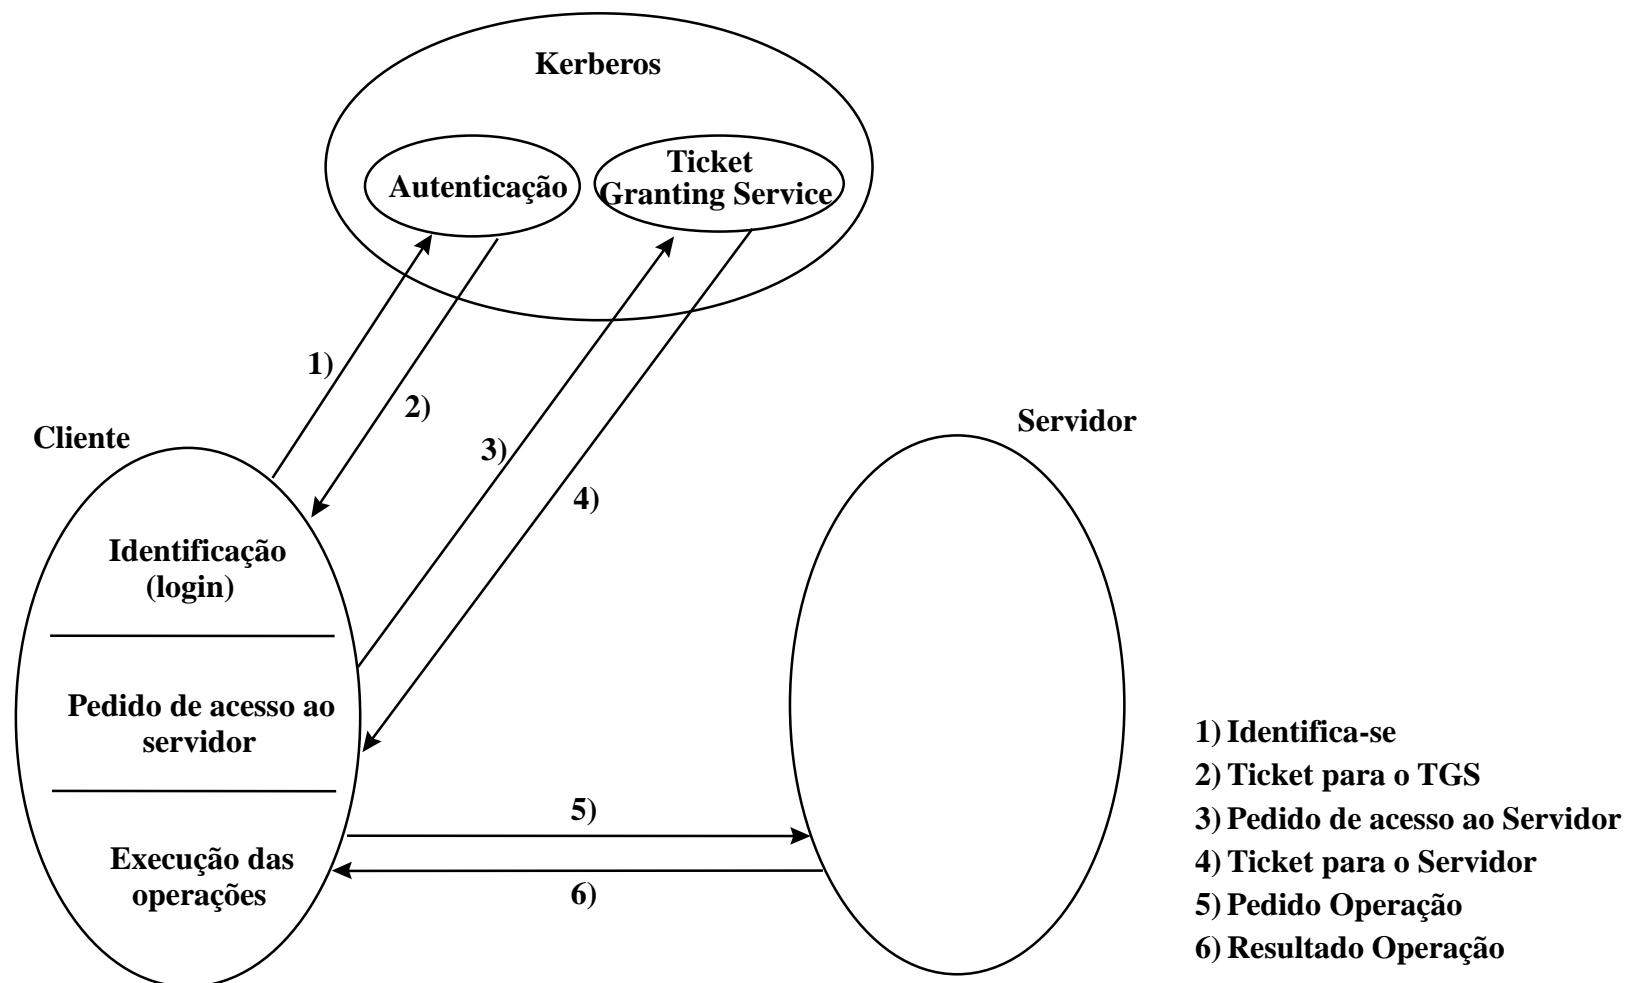 Kerberos
Autenticação
Ticket
Granting Service
1)
2)
3)
4)
Cliente
Servidor
Identificação
(login)
Pedido de acesso ao
servidor
Execução das
operações
5)
6)
1) Identifica-se
2) Ticket para o TGS
3) Pedido de acesso ao Servidor
4) Ticket para o Servidor
5) Pedido Operação
6) Resultado Operação